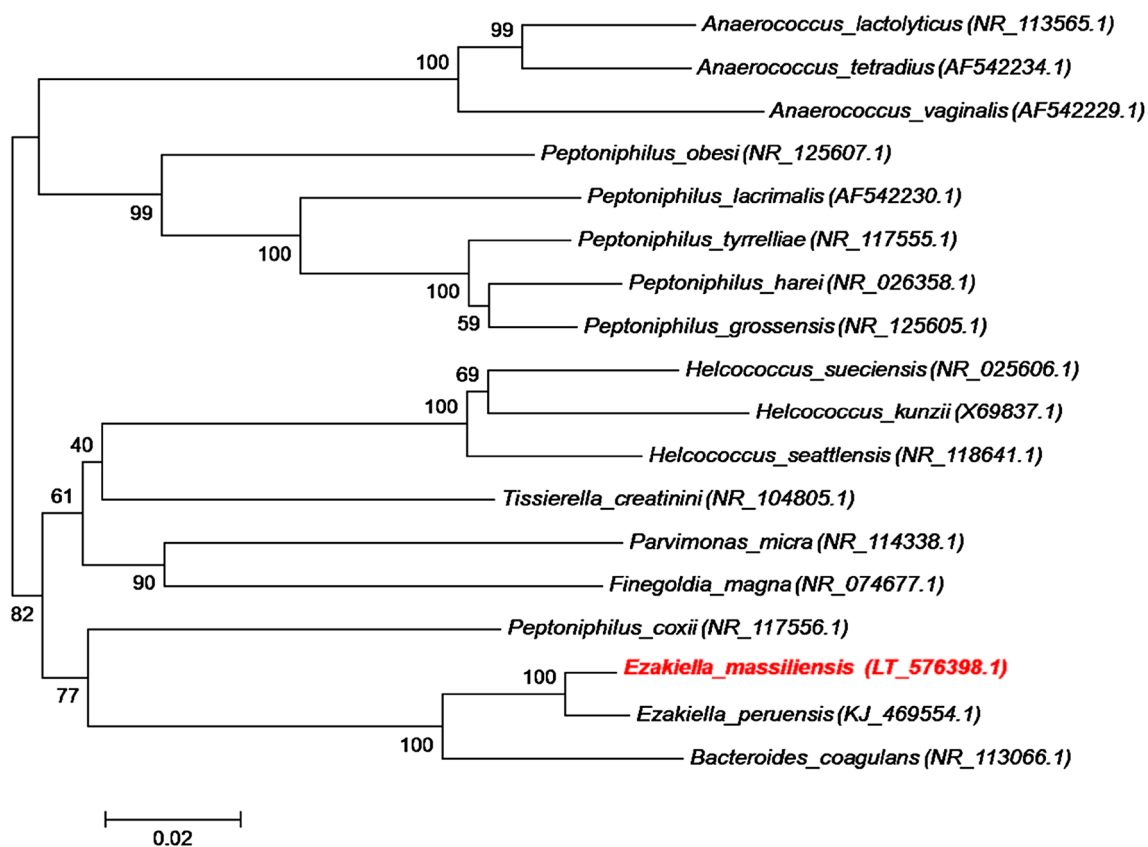 Anaerococcus_lactolyticus (NR_113565.1)
99
100
Anaerococcus_tetradius (AF542234.1)
Anaerococcus_vaginalis (AF542229.1)
Peptoniphilus_obesi (NR_125607.1)
99
Peptoniphilus_lacrimalis (AF542230.1)
100
Peptoniphilus_tyrrelliae (NR_117555.1)
100
Peptoniphilus_harei (NR_026358.1)
59
Peptoniphilus_grossensis (NR_125605.1)
Helcococcus_sueciensis (NR_025606.1)
69
100
Helcococcus_kunzii (X69837.1)
40
Helcococcus_seattlensis (NR_118641.1)
61
Tissierella_creatinini (NR_104805.1)
Parvimonas_micra (NR_114338.1)
90
Finegoldia_magna (NR_074677.1)
82
Peptoniphilus_coxii (NR_117556.1)
77
Ezakiella_massiliensis (LT_576398.1)
100
Ezakiella_peruensis (KJ_469554.1)
100
Bacteroides_coagulans (NR_113066.1)
0.02